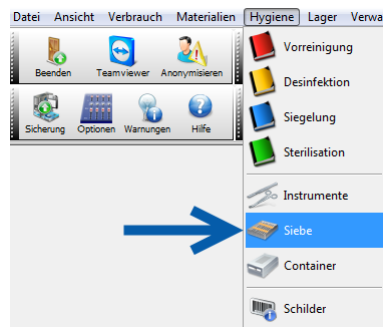 Datei Ansicht Verbrauch Materialien Hygiene Lager Verwa
Beenden Teamviewer Anonymisieren
Sicherung Optionen Warnungen Hilfe
Vorreinigung
Desinfektion
Siegelung
Sterilisation
Instrumente
Siebe
Container
Schilder